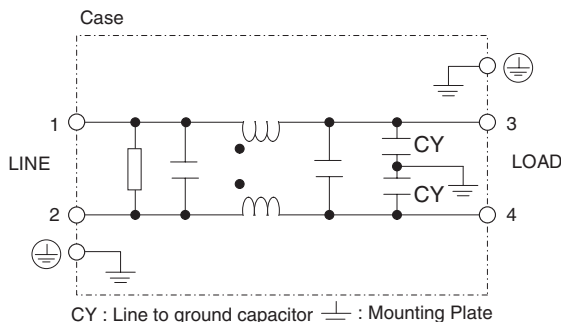 Case
1
3
CY
LINE
LOAD
CY
2
4
CY : Line to ground capacitor : Mounting Plate